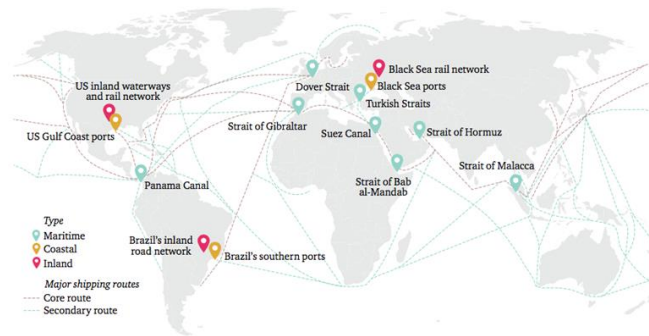 US inland waterways
and rail network
US Gulf Coast ports
Panama Canal
Brazil's inland
road network
Brazil's southern ports
Dover Strait
Strait of Gibraltar
Black Sea rail network
Black Sea ports
Turkish Straits
Suez Canal
Strait of Hormuz
Strait of Bab
al-Mandab
Strait of Malacca
Type
Maritime
Coastal
Inland
Major shipping routes
Core route
Secondary route